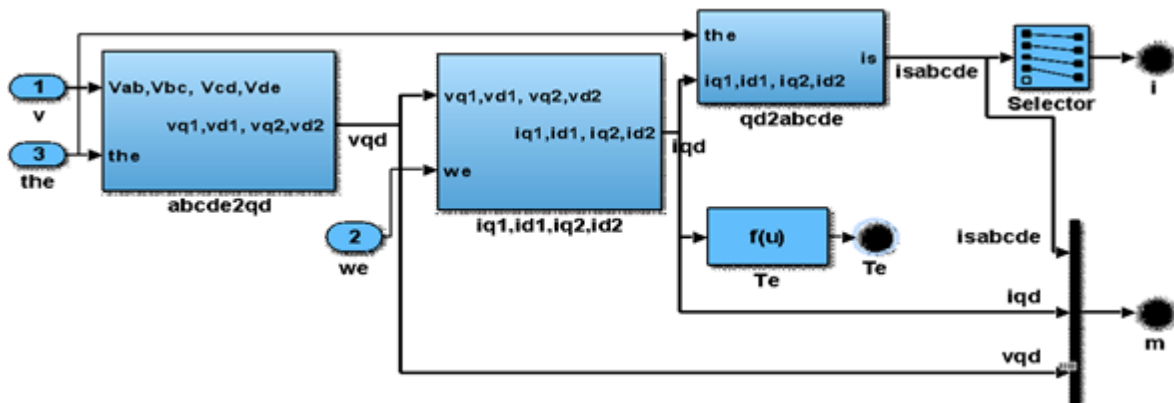 the
is
iq1,id1, iq2,id2
qd2abcde
isabcde
Selector
i
1
v
Vab,Vbc, Vcd,Vde
vq1,vd1, vq2,vd2
3
the
the
abcde2qd
vqd
vq1,vd1, vq2,vd2
iq1,id1, iq2,id2
we
iq1,id1,iq2,id2
iqd
2
we
f(u)
Te
Te
isabcde
iqd
vqd
m